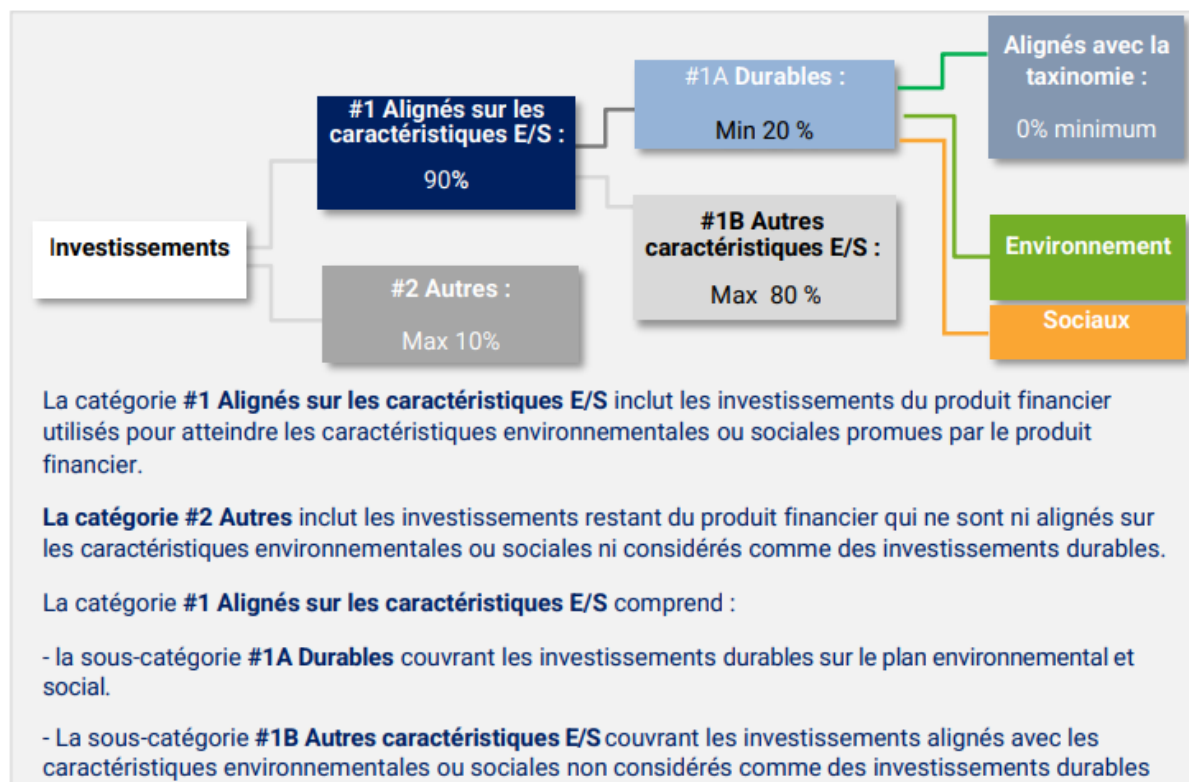 Investissements
#1 Alignés sur les
caractéristiques E/S :
90%
#2 Autres :
Max 10%
#1A Durables :
Min 20 %
#1B Autres
caractéristiques E/S :
Max 80 %
Alignés avec la
taxinomie :
0% minimum
Environnement
Sociaux
La catégorie #1 Alignés sur les caractéristiques E/S inclut les investissements du produit financier
utilisés pour atteindre les caractéristiques environnementales ou sociales promues par le produit
financier.
La catégorie #2 Autres inclut les investissements restant du produit financier qui ne sont ni alignés sur
les caractéristiques environnementales ou sociales ni considérés comme des investissements durables.
La catégorie #1 Alignés sur les caractéristiques E/S comprend :
- la sous-catégorie #1A Durables couvrant les investissements durables sur le plan environnemental et
social.
- La sous-catégorie #1B Autres caractéristiques E/S couvrant les investissements alignés avec les
caractéristiques environnementales ou sociales non considérés comme des investissements durables